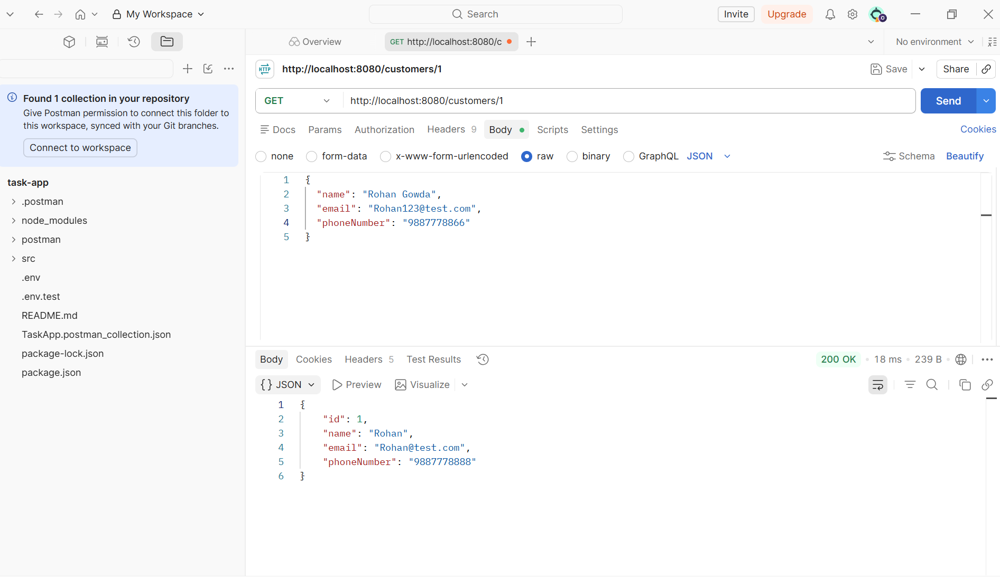 My Workspace
Search
Invite
Upgrade
Overview
GET http://localhost:8080/c
No environment
Found 1 collection in your repository
Give Postman permission to connect this folder to
this workspace, synced with your Git branches.
Connect to workspace
task-app
.postman
node_modules
postman
src
.env
.env.test
README.md
TaskApp.postman_collection.json
package-lock.json
package.json
HTTP
http://localhost:8080/customers/1
Save
Share
GET
http://localhost:8080/customers/1
Send
Docs Params Authorization Headers 9 Body Scripts Settings
Cookies
none form-data x-www-form-urlencoded raw binary GraphQL JSON
Schema Beautify
1 {
2 "name": "Rohan Gowda",
3 "email": "Rohan123@test.com",
4 "phoneNumber": "9887778866"
5 }
Body Cookies Headers 5 Test Results
200 OK • 18 ms • 239 B •
{} JSON Preview Visualize
1 {
2 "id": 1,
3 "name": "Rohan",
4 "email": "Rohan@test.com",
5 "phoneNumber": "9887778888"
6 }